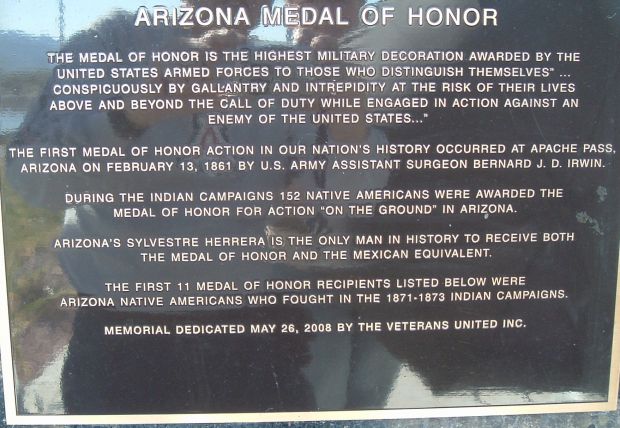 ARIZONA MEDAL OF HONOR
THE MEDAL OF HONOR IS THE HIGHEST MILITARY DECORATION AWARDED BY THE
UNITED STATES ARMED FORCES TO THOSE WHO DISTINGUISH THEMSELVES" ...
CONSPICUOUSLY BY GALLANTRY AND INTREPIDITY AT THE RISK OF THEIR LIVES
ABOVE AND BEYOND THE CALL OF DUTY WHILE ENGAGED IN ACTION AGAINST AN
ENEMY OF THE UNITED STATES..."
THE FIRST MEDAL OF HONOR ACTION IN OUR NATION'S HISTORY OCCURRED AT APACHE PASS,
ARIZONA ON FEBRUARY 13, 1861 BY U.S. ARMY ASSISTANT SURGEON BERNARD J. D. IRWIN.
DURING THE INDIAN CAMPAIGNS 152 NATIVE AMERICANS WERE AWARDED THE
MEDAL OF HONOR FOR ACTION "ON THE GROUND" IN ARIZONA.
ARIZONA'S SYLVESTRE HERRERA IS THE ONLY MAN IN HISTORY TO RECEIVE BOTH
THE MEDAL OF HONOR AND THE MEXICAN EQUIVALENT.
THE FIRST 11 MEDAL OF HONOR RECIPIENTS LISTED BELOW WERE
ARIZONA NATIVE AMERICANS WHO FOUGHT IN THE 1871-1873 INDIAN CAMPAIGNS.
MEMORIAL DEDICATED MAY 26, 2008 BY THE VETERANS UNITED INC.